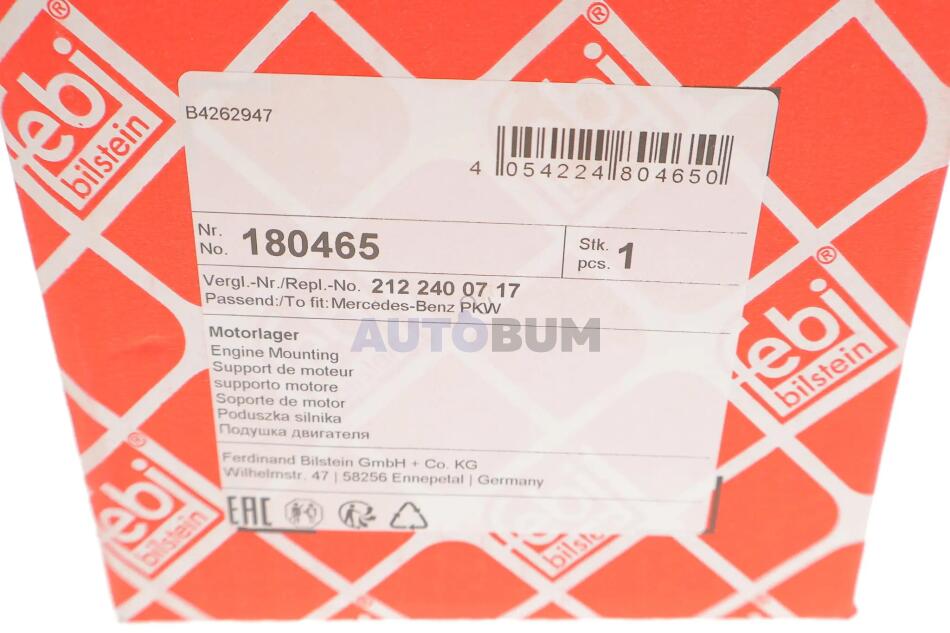 febi
bilstein
®
febi
®
B4262947
4 054224 804650
Nr.
No. 180465
Stk.
pcs. 1
Vergl.-Nr./Repl.-No. 212 240 07 17
Passend:/To fit: Mercedes-Benz PKW
AUTOBUM
Motorlager
Engine Mounting
Support de moteur
supporto motore
Soporte de motor
Poduszka silnika
Подушка двигателя
Ferdinand Bilstein GmbH + Co. KG
Wilhelmstr. 47 | 58256 Ennepetal | Germany
EAC
febi
bilstein
®
febi
bilstein
®
bilstein